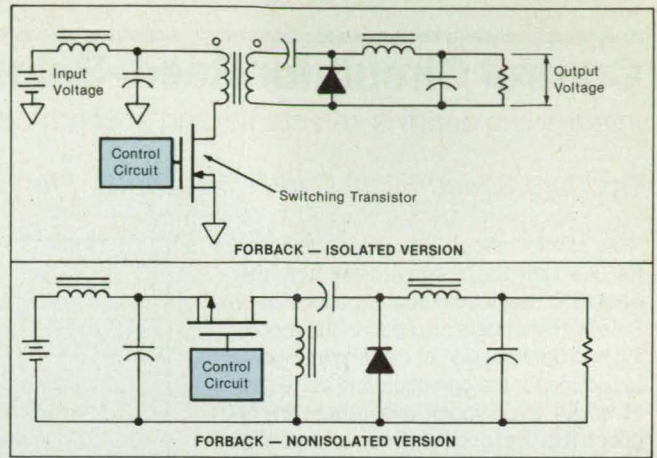 Input
Voltage
Output
Voltage
Control
Circuit
Switching Transistor
FORBACK — ISOLATED VERSION
Control
Circuit
FORBACK — NONISOLATED VERSION